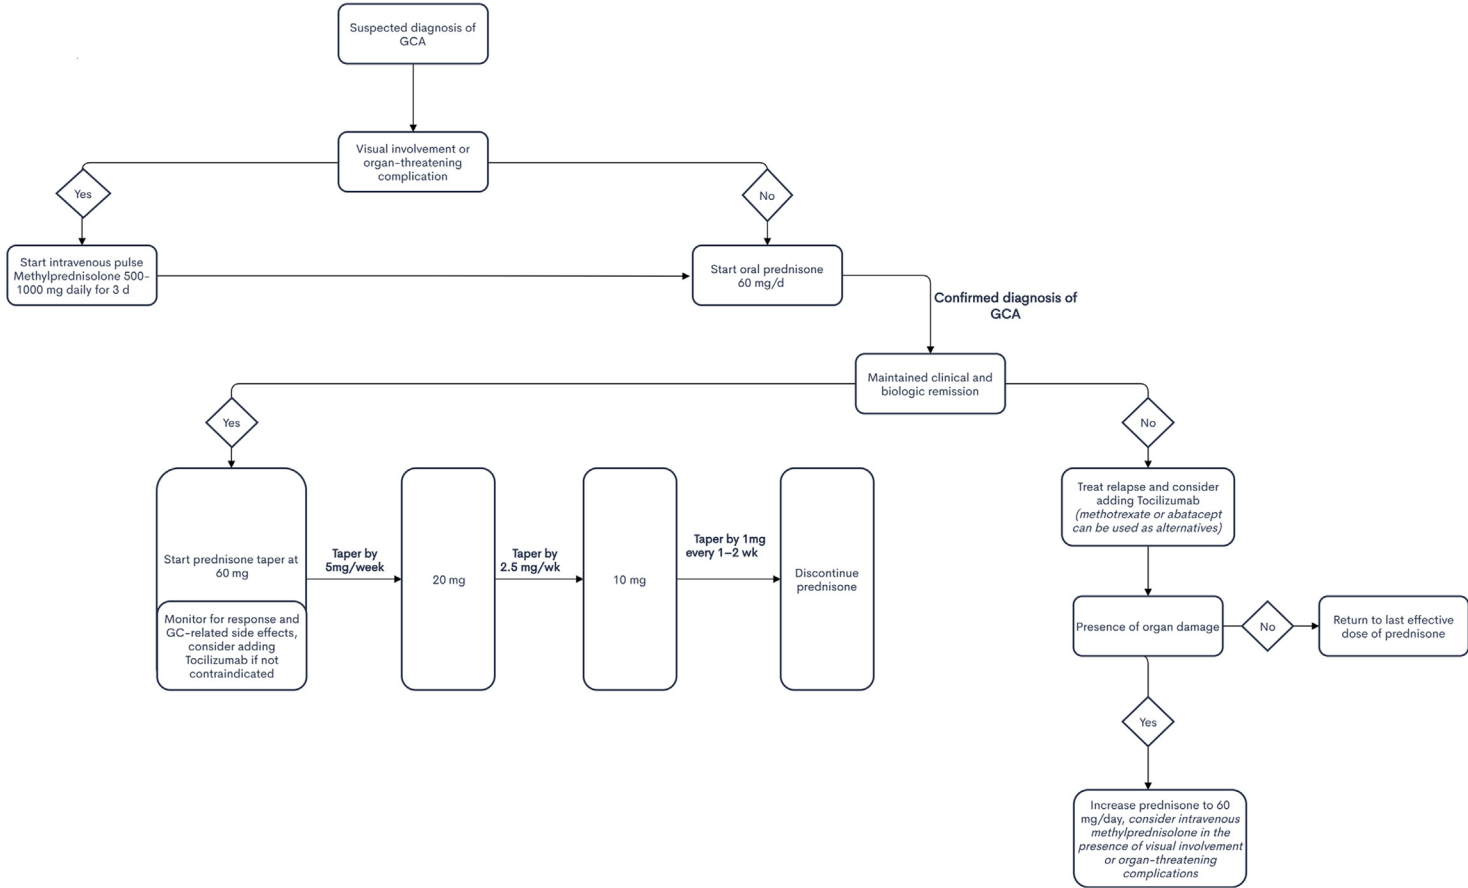 Suspected diagnosis of
GCA
Visual involvement or
organ-threatening
complication
Yes
No
Start intravenous pulse
Methylprednisolone 500-
1000 mg daily for 3 d
Start oral prednisone
60 mg/d
Confirmed diagnosis of
GCA
Maintained clinical and
biologic remission
Yes
No
Start prednisone taper at
60 mg
Monitor for response and
GC-related side effects,
consider adding
Tocilizumab if not
contraindicated
Taper by
5mg/week
20 mg
Taper by
2.5 mg/wk
10 mg
Taper by 1mg
every 1–2 wk
Discontinue
prednisone
Treat relapse and consider
adding Tocilizumab
(methotrexate or abatacept
can be used as alternatives)
Presence of organ damage
No
Return to last effective
dose of prednisone
Yes
Increase prednisone to 60
mg/day, consider intravenous
methylprednisolone in the
presence of visual involvement
or organ-threatening
complications